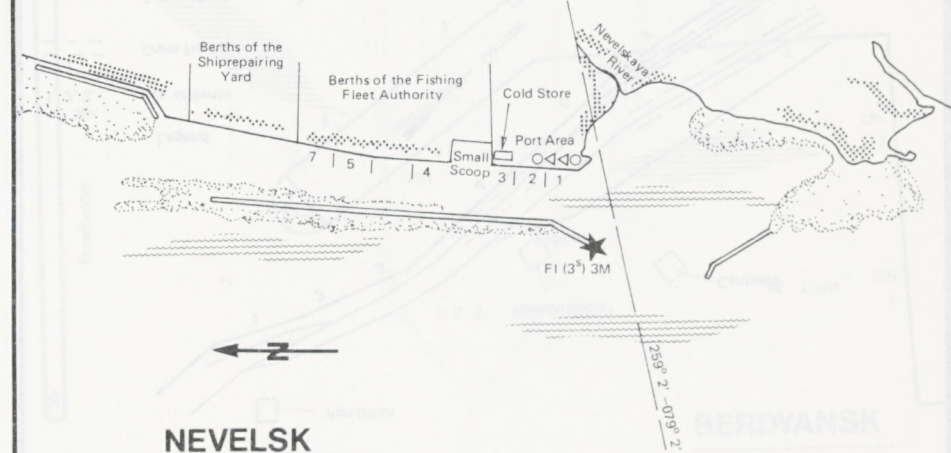 Berths of the
Shiprepairing
Yard
Berths of the Fishing
Fleet Authority
Cold Store
Nevelskaya
River
Port Area
Small
Scoop
7 | 5 | | 4
3 | 2 | 1
Fl (3s) 3M
N
259° 2' -079° 2'
NEVELSK
BERDYANSK